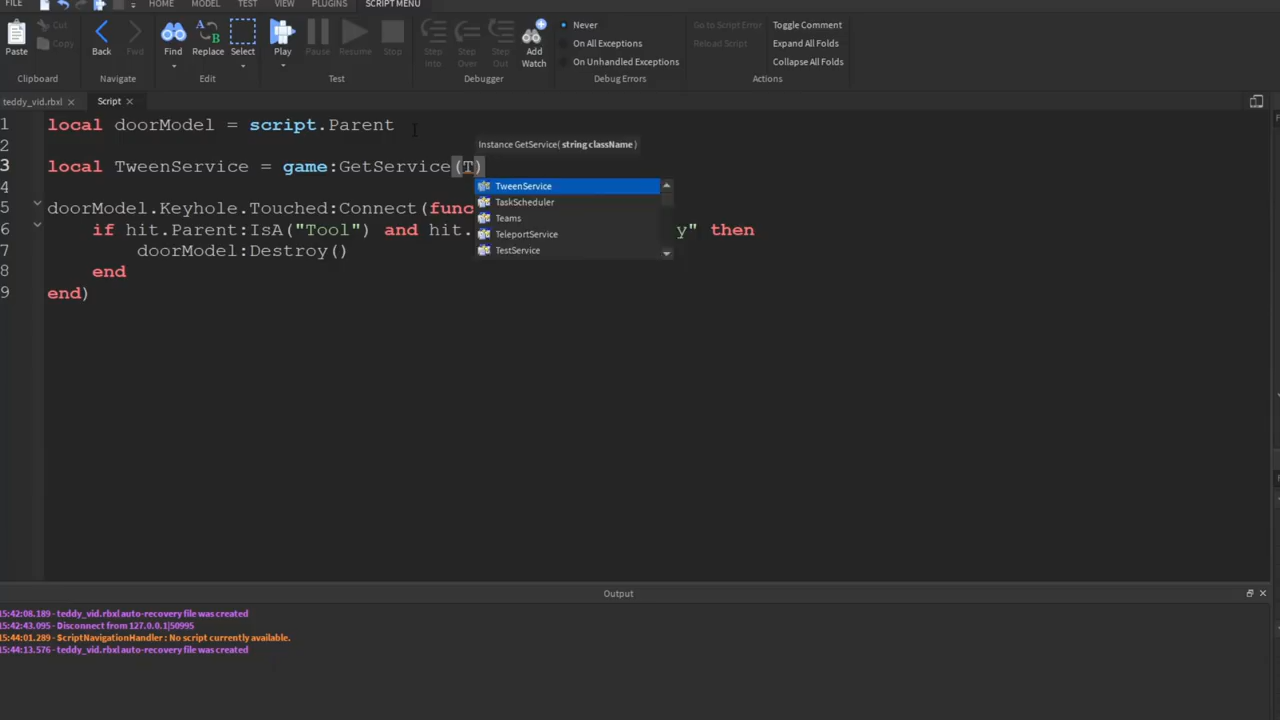 FILE HOME MODEL TEST VIEW PLUGINS SCRIPT MENU
Paste Cut Copy Back Fwd Find Replace Select Play Pause Resume Stop Step Into Step Over Step Out Add Watch
Never
On All Exceptions
On Unhandled Exceptions
Go to Script Error
Reload Script
Toggle Comment
Expand All Folds
Collapse All Folds
Clipboard Navigate Edit Test Debugger Debug Errors Actions
teddy_vid.rbxl Script
1 local doorModel = script.Parent
Instance GetService( string className )
2
3 local TweenService = game:GetService(T)
TweenService
TaskScheduler
Teams
TeleportService
TestService
4
5 doorModel.Keyhole.Touched:Connect(func
6 if hit.Parent:IsA("Tool") and hit. y" then
7 doorModel:Destroy()
8 end
9 end)
Output
15:42:08.189 - teddy_vid.rbxl auto-recovery file was created
15:42:43.095 - Disconnect from 127.0.0.1|50995
15:44:01.289 - $criptNavigationHandler : No script currently available.
15:44:13.576 - teddy_vid.rbxl auto-recovery file was created